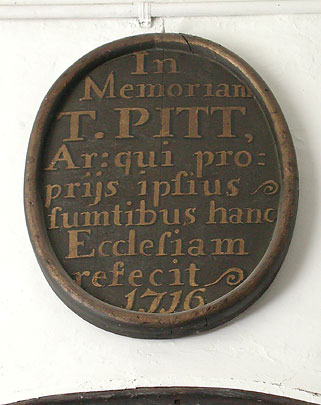 In
Memoriam
T. PITT,
Ar: qui pro:
prijs ipſius
ſumtibus hanc
Eccleſiam
refecit
1716